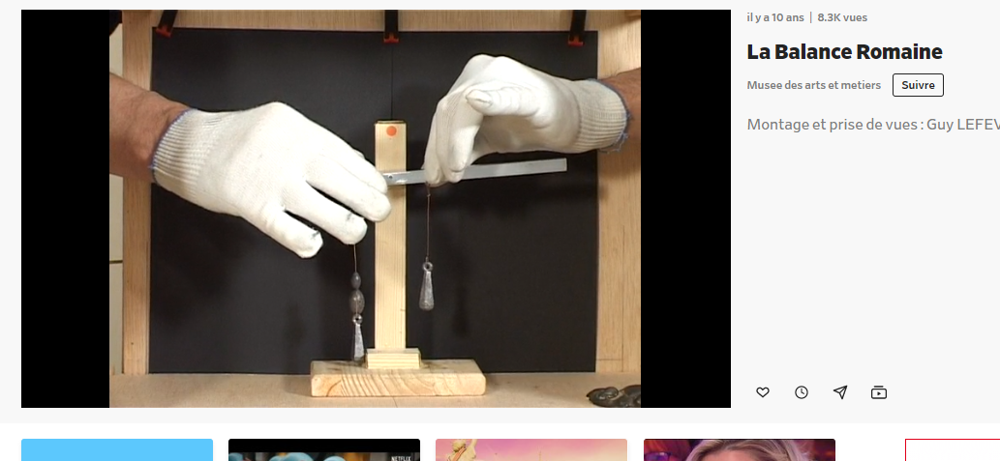 il y a 10 ans | 8.3K vues
La Balance Romaine
Musee des arts et metiers Suivre
Montage et prise de vues : Guy LEFEV
NETFLIX